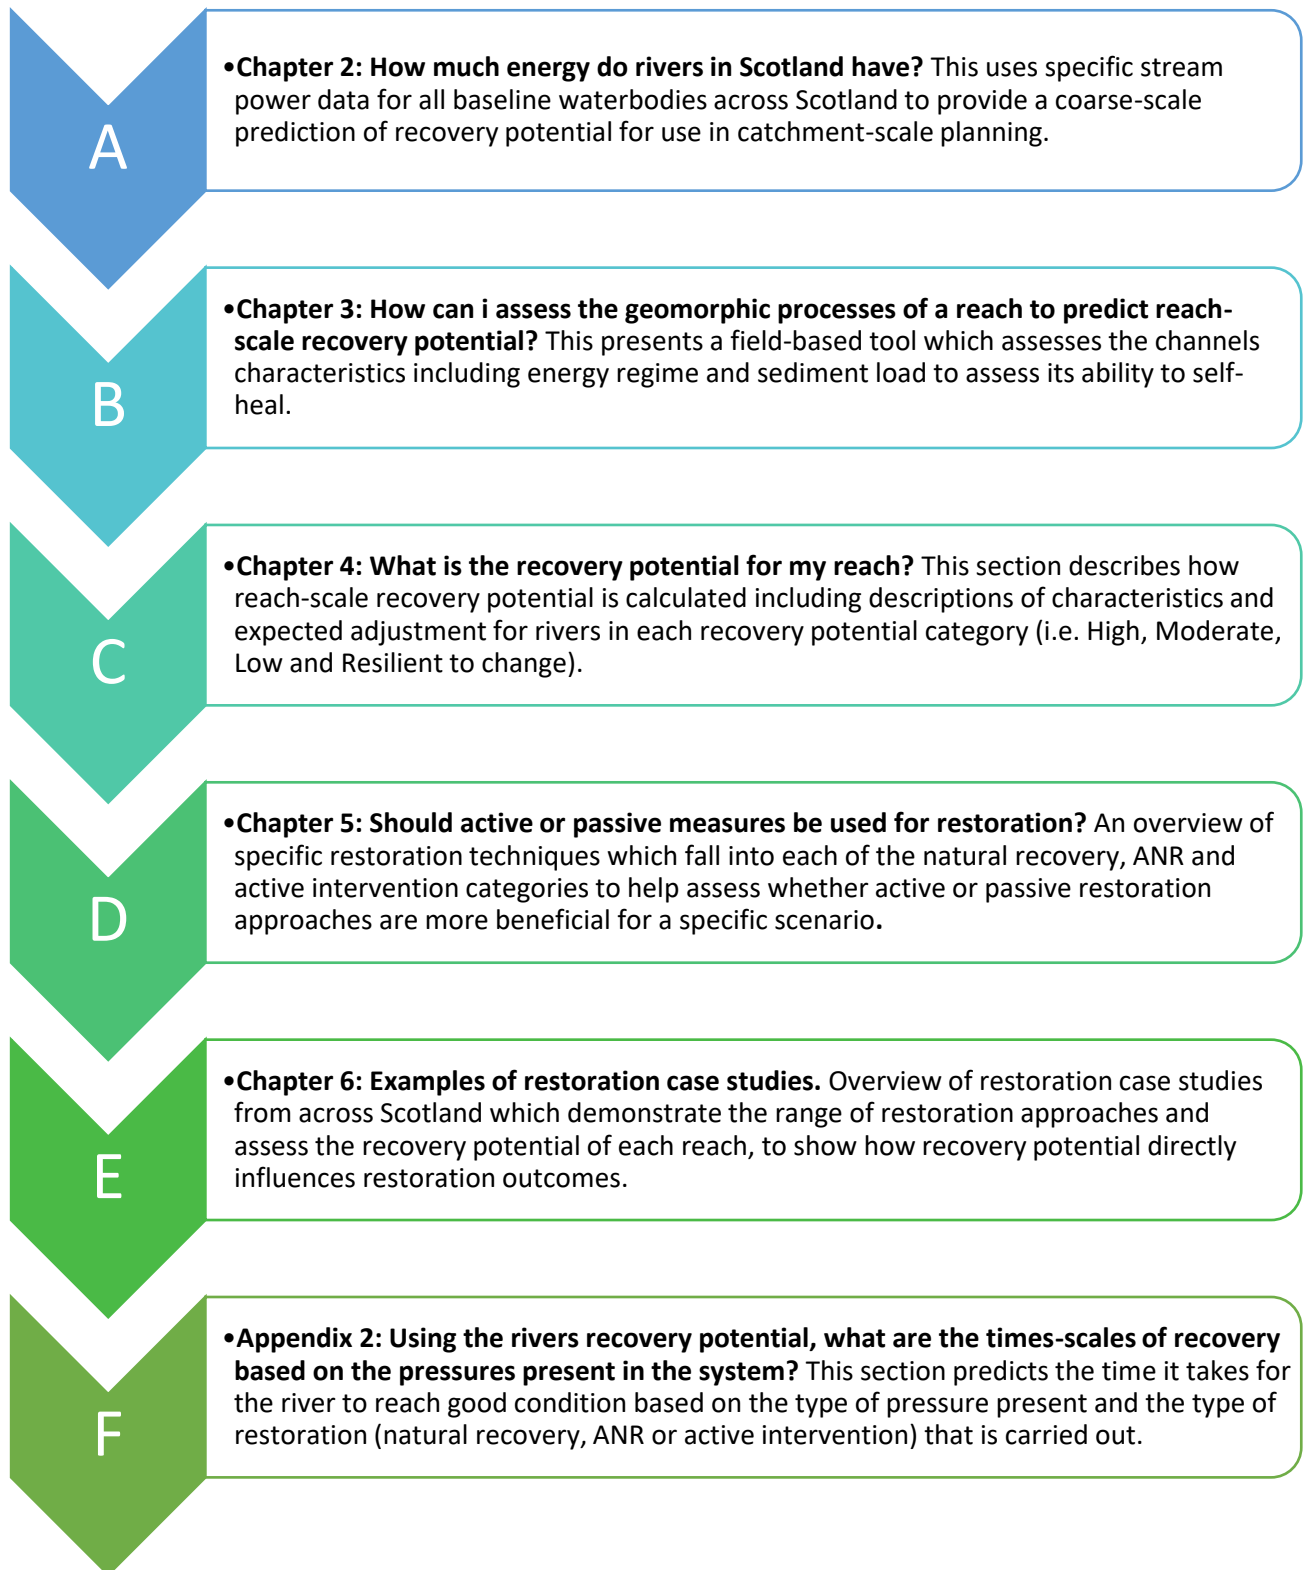 A
•Chapter 2: How much energy do rivers in Scotland have? This uses specific stream
power data for all baseline waterbodies across Scotland to provide a coarse-scale
prediction of recovery potential for use in catchment-scale planning.
B
•Chapter 3: How can i assess the geomorphic processes of a reach to predict reach-
scale recovery potential? This presents a field-based tool which assesses the channels
characteristics including energy regime and sediment load to assess its ability to self-
heal.
C
•Chapter 4: What is the recovery potential for my reach? This section describes how
reach-scale recovery potential is calculated including descriptions of characteristics and
expected adjustment for rivers in each recovery potential category (i.e. High, Moderate,
Low and Resilient to change).
D
•Chapter 5: Should active or passive measures be used for restoration? An overview of
specific restoration techniques which fall into each of the natural recovery, ANR and
active intervention categories to help assess whether active or passive restoration
approaches are more beneficial for a specific scenario.
E
•Chapter 6: Examples of restoration case studies. Overview of restoration case studies
from across Scotland which demonstrate the range of restoration approaches and
assess the recovery potential of each reach, to show how recovery potential directly
influences restoration outcomes.
F
•Appendix 2: Using the rivers recovery potential, what are the times-scales of recovery
based on the pressures present in the system? This section predicts the time it takes for
the river to reach good condition based on the type of pressure present and the type of
restoration (natural recovery, ANR or active intervention) that is carried out.